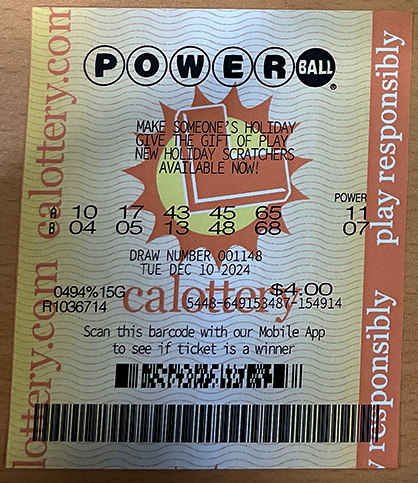 POWERBALL®
MAKE SOMEONE'S HOLIDAY
GIVE THE GIFT OF PLAY
NEW HOLIDAY SCRATCHERS
AVAILABLE NOW!
POWER
A 10 17 43 45 65 11
B 04 05 13 48 68 07
DRAW NUMBER 001148
TUE DEC 10 2024
0494%15G $4.00
R1036714 5448-649153487-154914
calottery
Scan this barcode with our Mobile App
to see if ticket is a winner
lottery.com calottery.com
y responsibly play responsibly